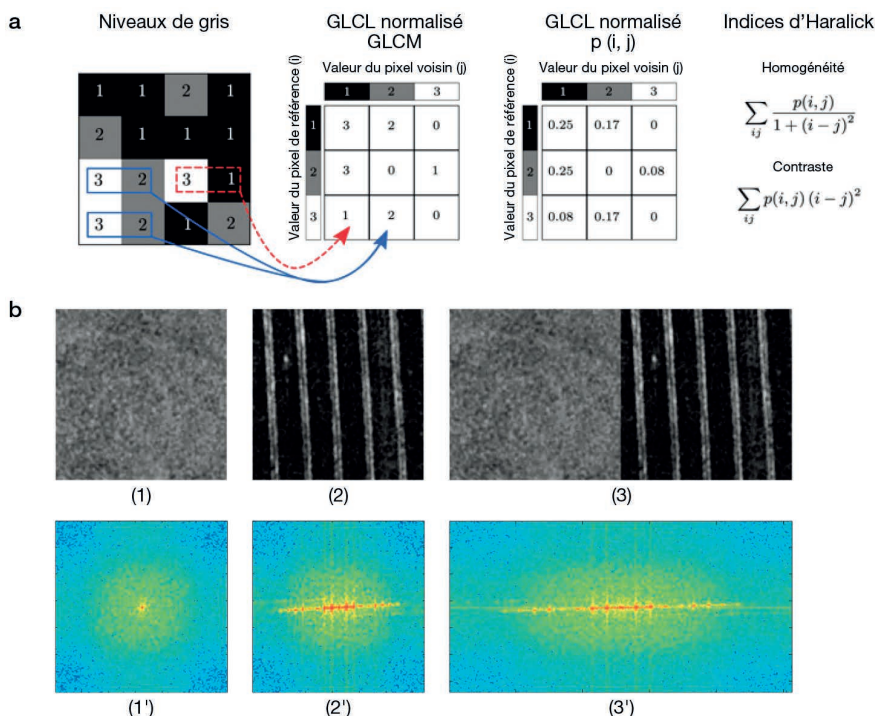 a
Niveaux de gris
1 1 2 1
2 1 1 1
3 2 3 1
3 2 1 2
GLCL normalisé
GLCM
Valeur du pixel voisin (j)
Valeur du pixel de référence (i)
1 2 3
1 3 2 0
2 3 0 1
3 1 2 0
GLCL normalisé
p (i, j)
Valeur du pixel voisin (j)
Valeur du pixel de référence (i)
1 2 3
1 0.25 0.17 0
2 0.25 0 0.08
3 0.08 0.17 0
Indices d'Haralick
Homogénéité
∑ij p(i, j) / 1 + (i − j)²
Contraste
∑ij p(i, j) (i − j)²
b
(1) (2) (3)
(1') (2') (3')